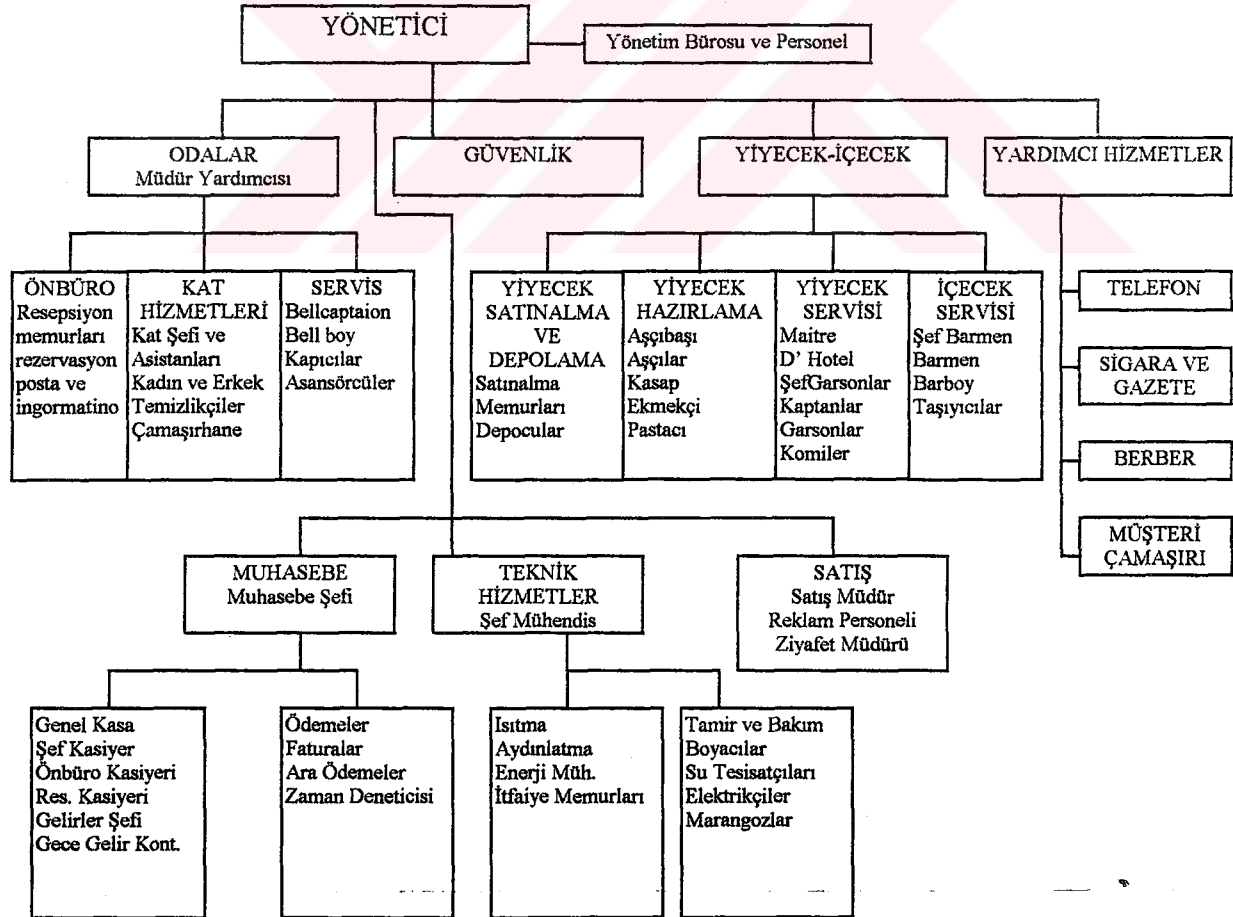 YÖNETİCİ
Yönetim Bürosu ve Personel
ODALAR
Müdür Yardımcısı
GÜVENLİK
YİYECEK-İÇECEK
YARDIMCI HİZMETLER
ÖNBÜRO
Resepsiyon
memurları
rezervasyon
posta ve
ingormatino
KAT
HİZMETLERİ
Kat Şefi ve
Asistanları
Kadın ve Erkek
Temizlikçiler
Çamaşırhane
SERVİS
Bellcaptaion
Bell boy
Kapıcılar
Asansörcüler
YİYECEK
SATINALMA
VE
DEPOLAMA
Satınalma
Memurları
Depocular
YİYECEK
HAZIRLAMA
Aşçıbaşı
Aşçılar
Kasap
Ekmekçi
Pastacı
YİYECEK
SERVİSİ
Maitre
D' Hotel
ŞefGarsonlar
Kaptanlar
Garsonlar
Komiler
İÇECEK
SERVİSİ
Şef Barmen
Barmen
Barboy
Taşıyıcılar
TELEFON
SİGARA VE
GAZETE
BERBER
MÜŞTERİ
ÇAMAŞIRI
MUHASEBE
Muhasebe Şefi
TEKNİK
HİZMETLER
Şef Mühendis
SATIŞ
Satış Müdür
Reklam Personeli
Ziyafet Müdürü
Genel Kasa
Şef Kasiyer
Önbüro Kasiyeri
Res. Kasiyeri
Gelirler Şefi
Gece Gelir Kont.
Ödemeler
Faturalar
Ara Ödemeler
Zaman Deneticisi
Isıtma
Aydınlatma
Enerji Müh.
İtfaiye Memurları
Tamir ve Bakım
Boyacılar
Su Tesisatçıları
Elektrikçiler
Marangozlar